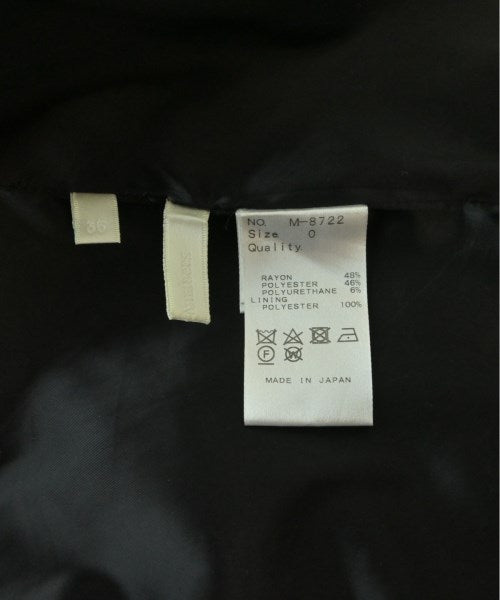 36
NO. M-8722
Size 0
Quality
RAYON 48%
POLYESTER 46%
POLYURETHANE 6%
LINING
POLYESTER 100%
F
W
MADE IN JAPAN